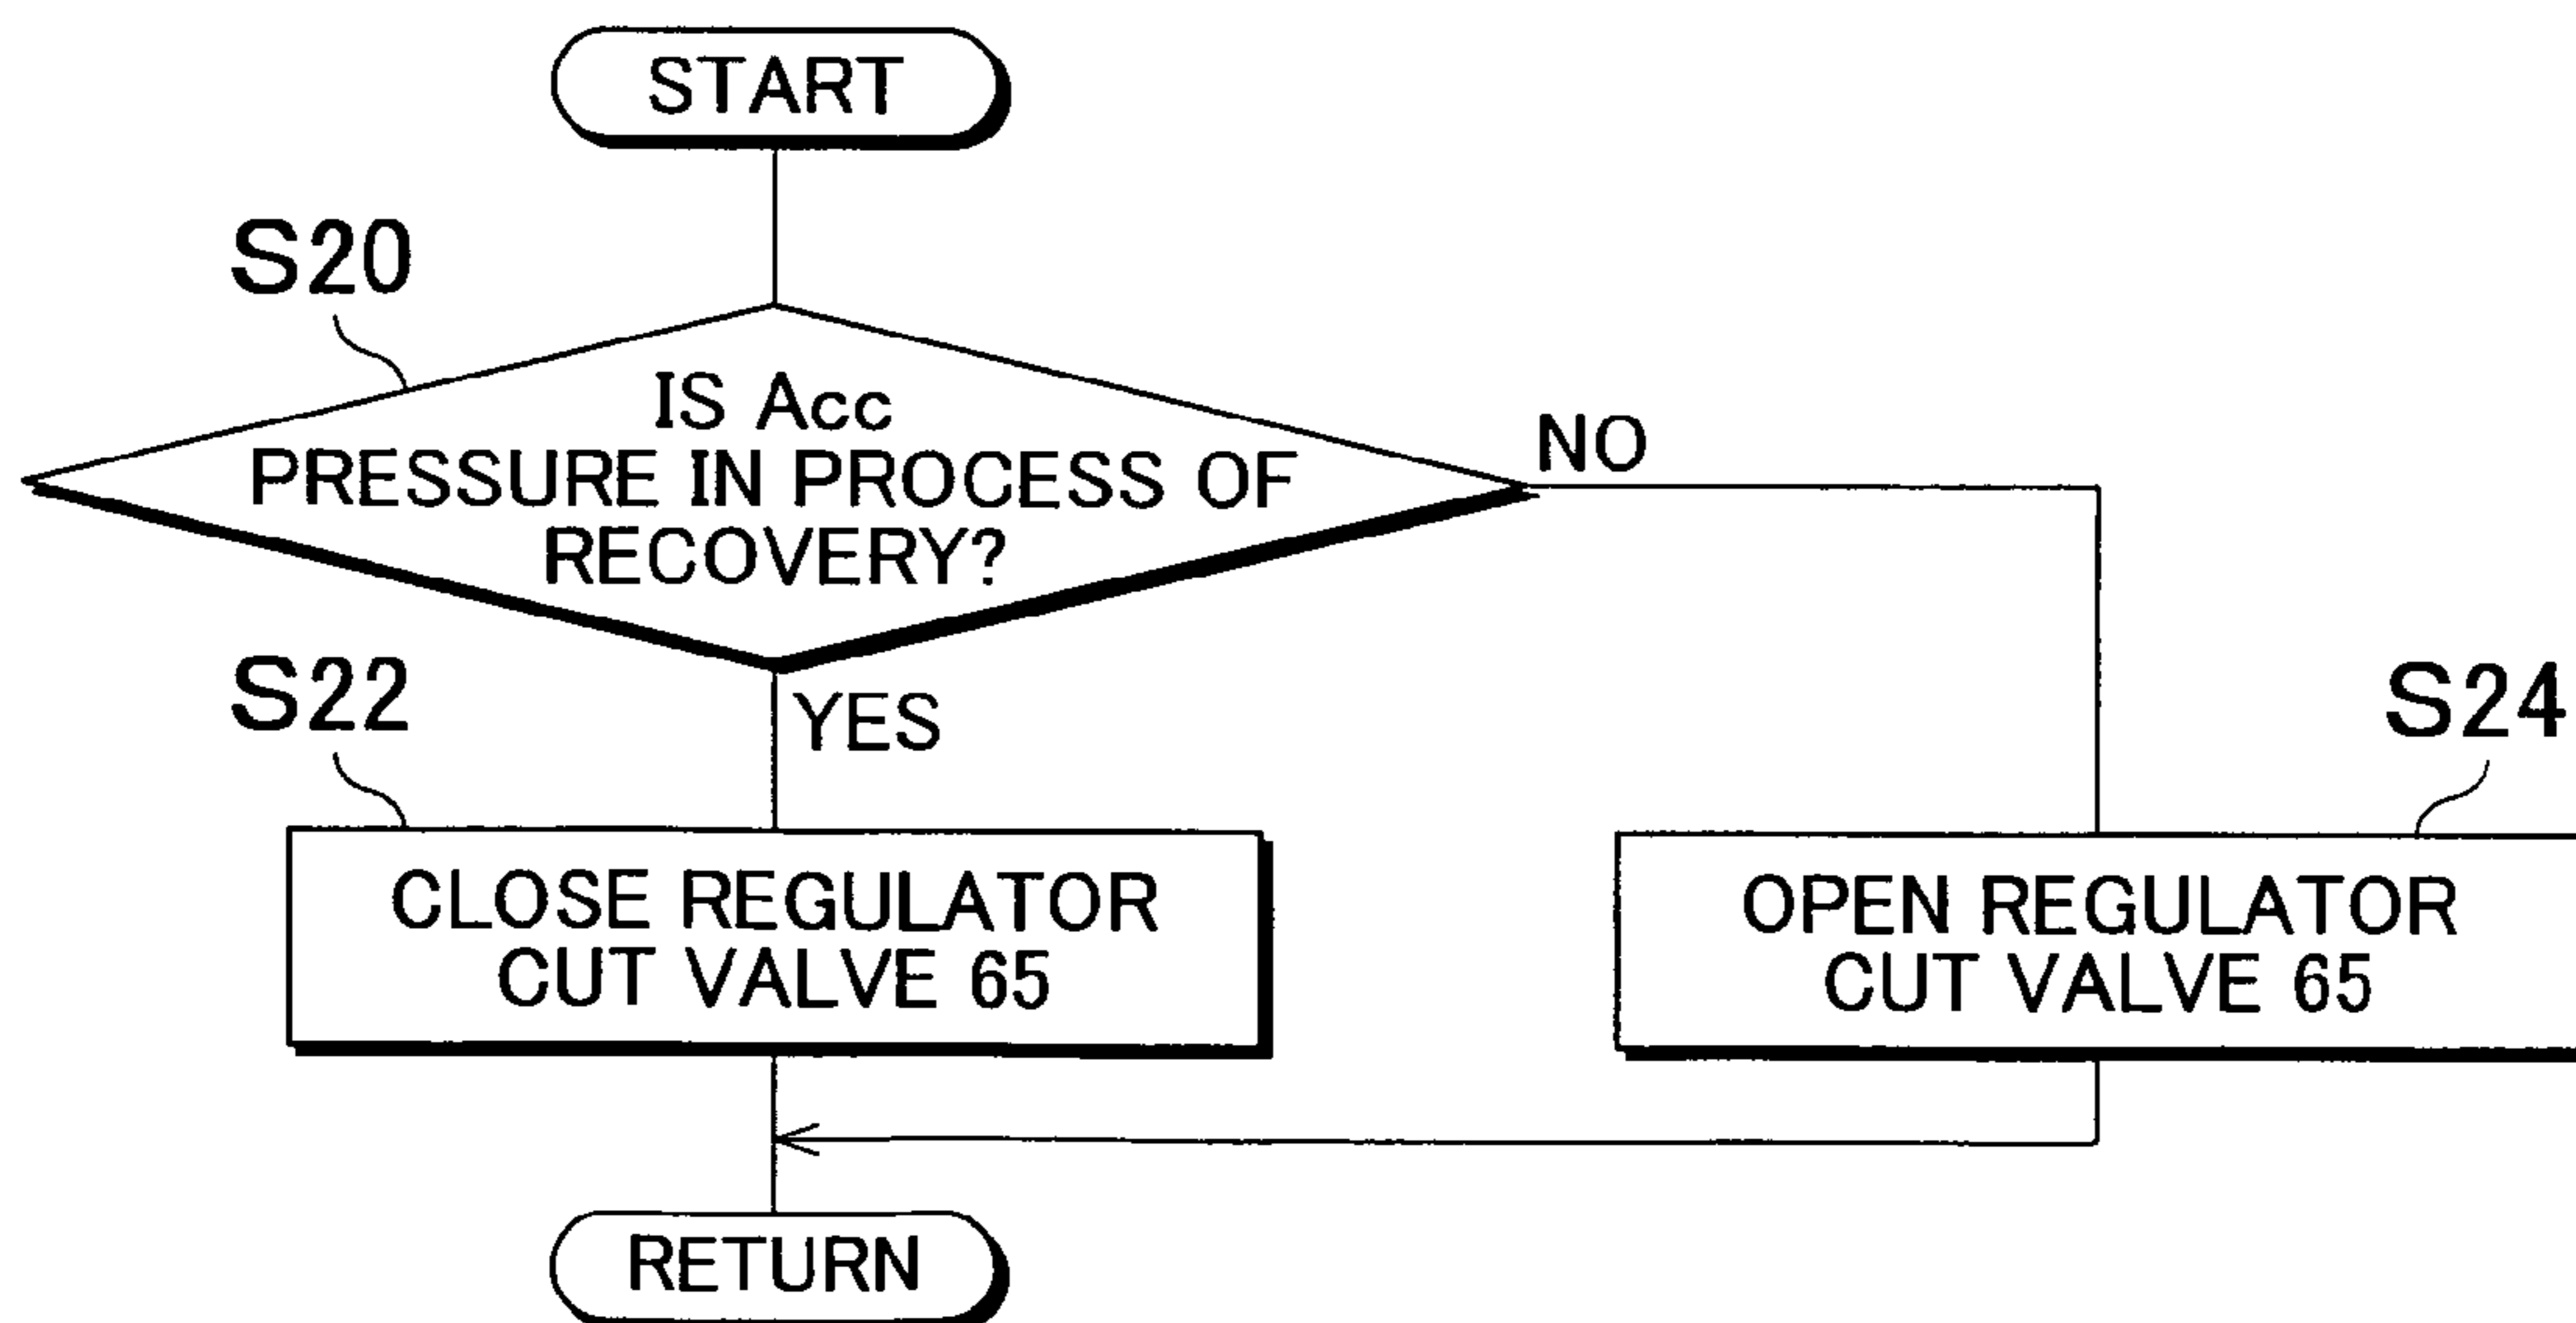 START
S20
IS Acc
PRESSURE IN PROCESS OF
RECOVERY?
NO
S22
YES
S24
CLOSE REGULATOR
CUT VALVE 65
OPEN REGULATOR
CUT VALVE 65
RETURN